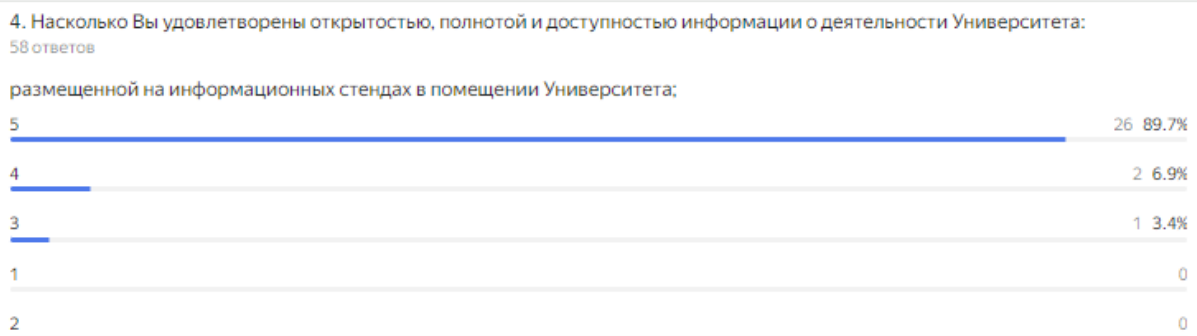 4. Насколько Вы удовлетворены открытостью, полнотой и доступностью информации о деятельности Университета:
58 ответов
размещенной на информационных стендах в помещении Университета;
5 26 89.7%
4 2 6.9%
3 1 3.4%
1 0
2 0